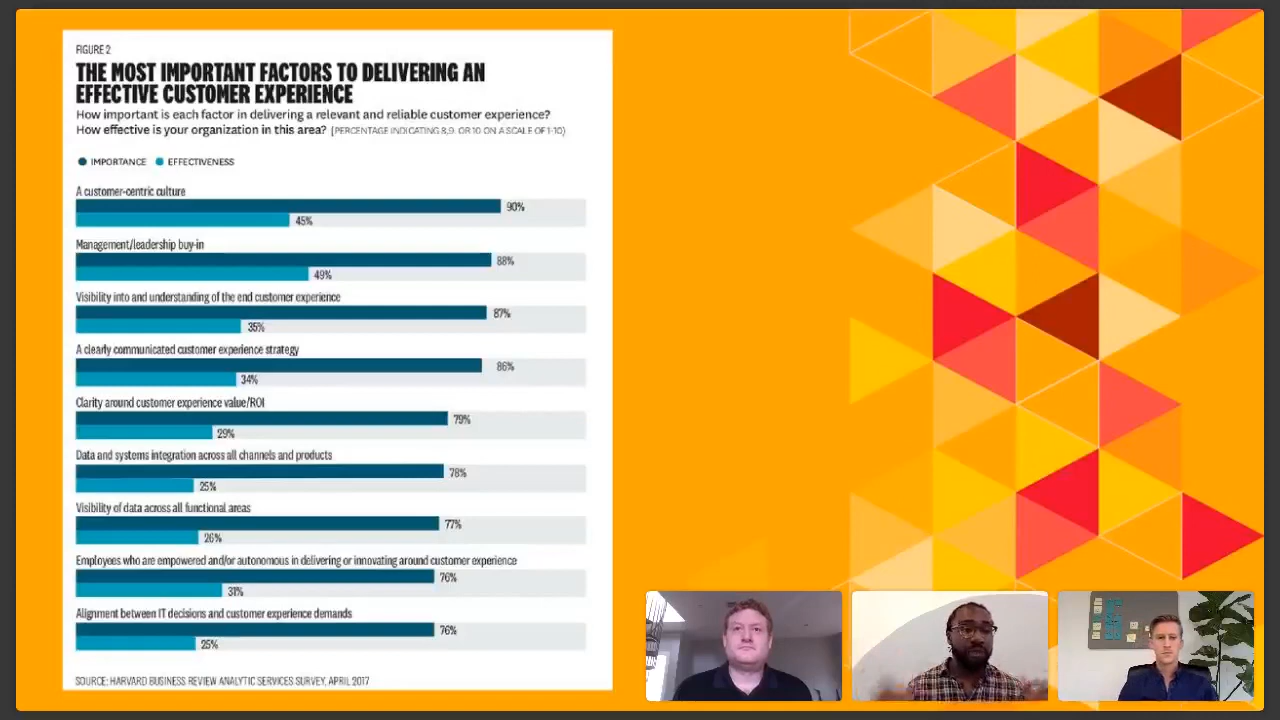 FIGURE 2
THE MOST IMPORTANT FACTORS TO DELIVERING AN
EFFECTIVE CUSTOMER EXPERIENCE
How important is each factor in delivering a relevant and reliable customer experience?
How effective is your organization in this area? (PERCENTAGE INDICATING 8,9, OR 10 ON A SCALE OF 1-10)
IMPORTANCE EFFECTIVENESS
A customer-centric culture
90%
45%
Management/leadership buy-in
88%
49%
Visibility into and understanding of the end customer experience
87%
35%
A clearly communicated customer experience strategy
86%
34%
Clarity around customer experience value/ROI
79%
29%
Data and systems integration across all channels and products
78%
25%
Visibility of data across all functional areas
77%
26%
Employees who are empowered and/or autonomous in delivering or innovating around customer experience
76%
31%
Alignment between IT decisions and customer experience demands
76%
25%
SOURCE: HARVARD BUSINESS REVIEW ANALYTIC SERVICES SURVEY, APRIL 2017